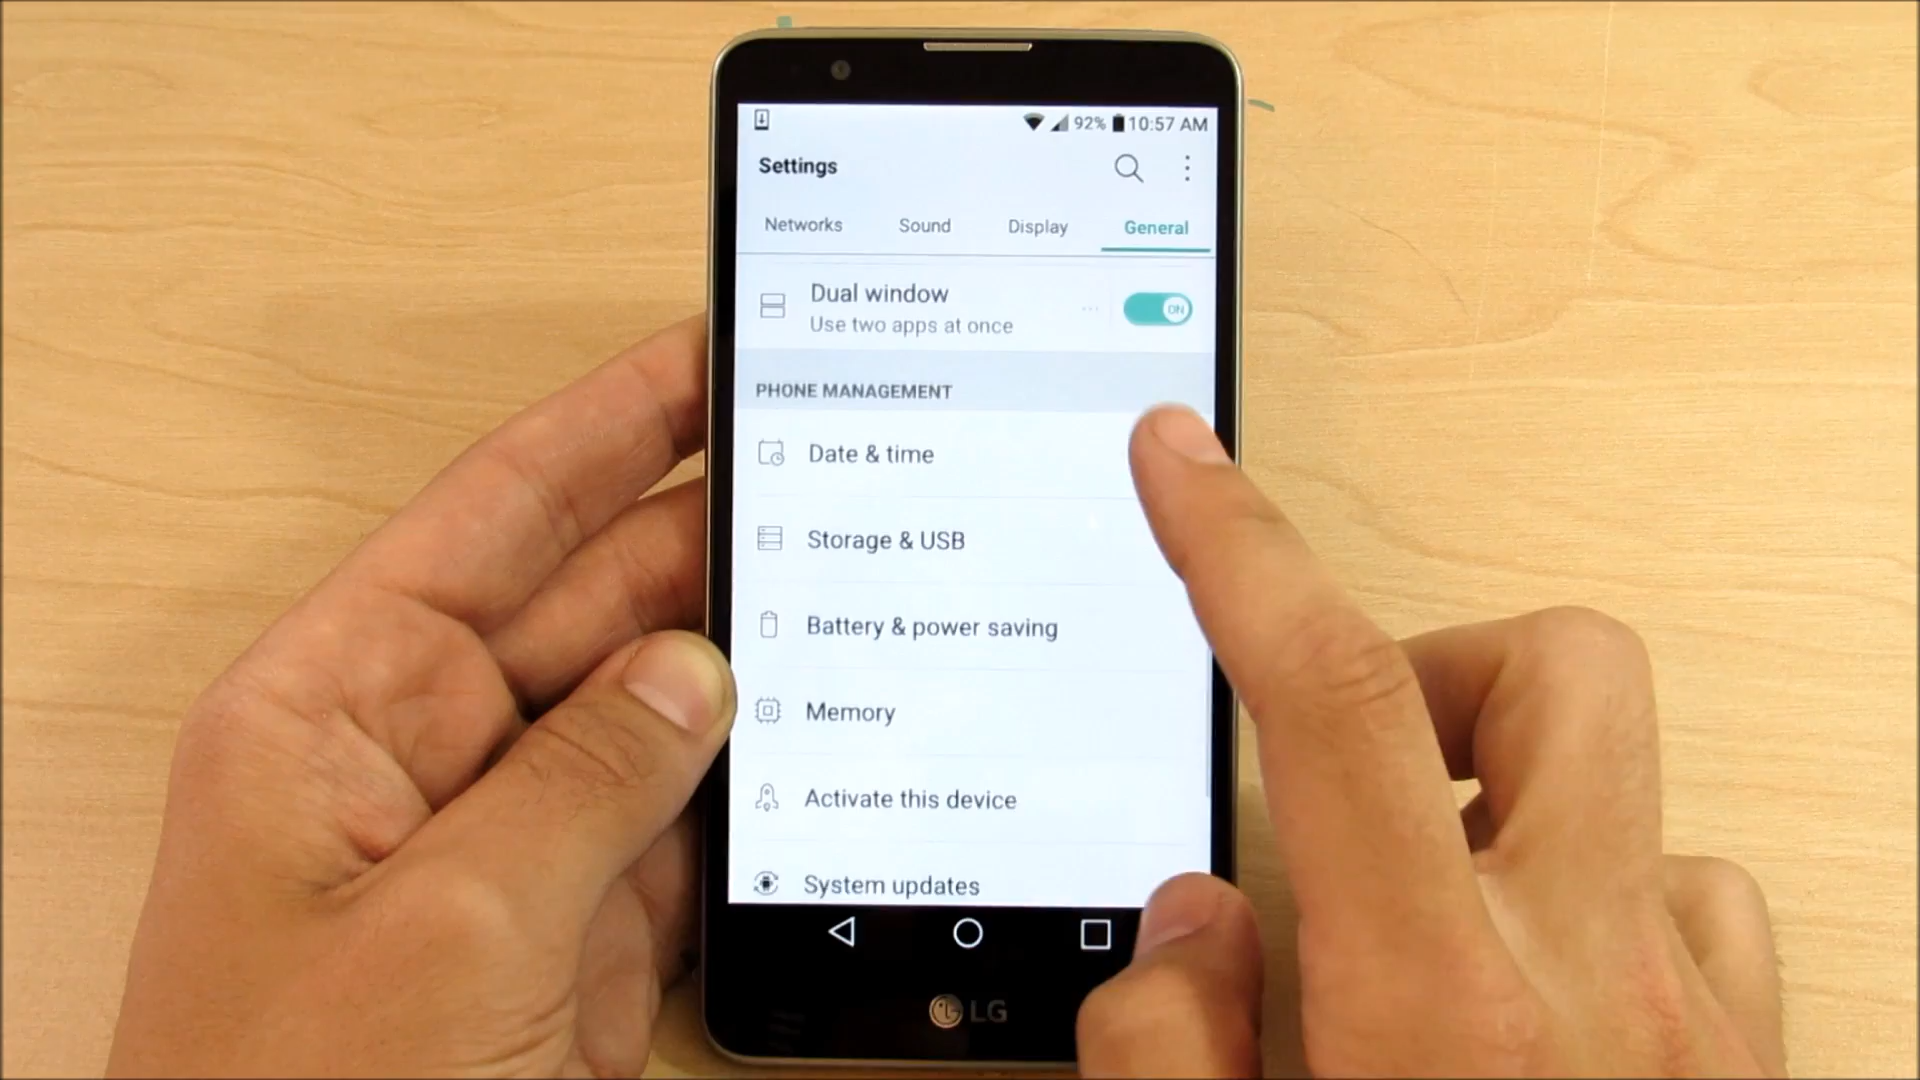 92% 10:57 AM
Settings
Networks Sound Display General
Dual window
ON
Use two apps at once
PHONE MANAGEMENT
Date & time
Storage & USB
Battery & power saving
Memory
Activate this device
System updates
LG